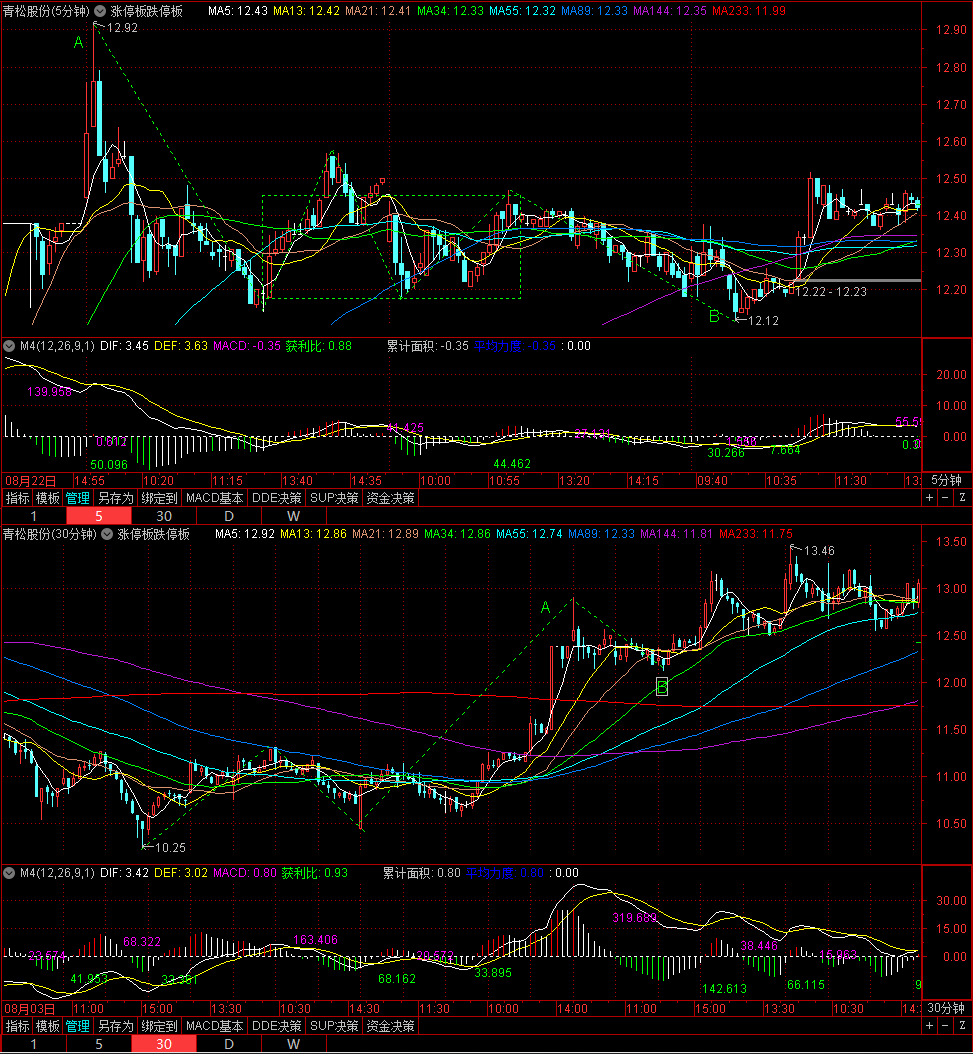 青松股份(5分钟) 涨停板跌停板 MA5: 12.43 MA13: 12.42 MA21: 12.41 MA34: 12.33 MA55: 12.32 MA89: 12.33 MA144: 12.35 MA233: 11.99
12.92
A
12.90
12.80
12.70
12.60
12.50
12.40
12.30
12.20
12.22 - 12.23
B
12.12
M4(12,26,9,1) DIF: 3.45 DEF: 3.63 MACD: -0.35 获利比: 0.88 累计面积: -0.35 平均力度: -0.35 : 0.00
20.00
10.00
0.00
139.956
41.425
50.096
44.462
30.266
7.664
08月22日 14:55 10:20 11:15 13:40 14:35 10:00 10:55 13:20 14:15 09:40 10:35 11:30 13: 5分钟
指标 模板 管理 另存为 绑定到 MACD基本 DDE决策 SUP决策 资金决策 + − Z
1 5 30 D W
青松股份(30分钟) 涨停板跌停板 MA5: 12.92 MA13: 12.86 MA21: 12.89 MA34: 12.86 MA55: 12.74 MA89: 12.33 MA144: 11.81 MA233: 11.75
13.46
A
B
10.25
13.50
13.00
12.50
12.00
11.50
11.00
10.50
M4(12,26,9,1) DIF: 3.42 DEF: 3.02 MACD: 0.80 获利比: 0.93 累计面积: 0.80 平均力度: 0.80 : 0.00
30.00
15.00
0.00
68.322
163.406
38.446
41.953
68.162
33.895
142.613
66.115
9
08月03日 11:00 15:00 13:30 10:30 14:30 11:30 10:00 14:00 11:00 15:00 13:30 10:30 14: 30分钟
指标 模板 管理 另存为 绑定到 MACD基本 DDE决策 SUP决策 资金决策 + − Z
1 5 30 D W